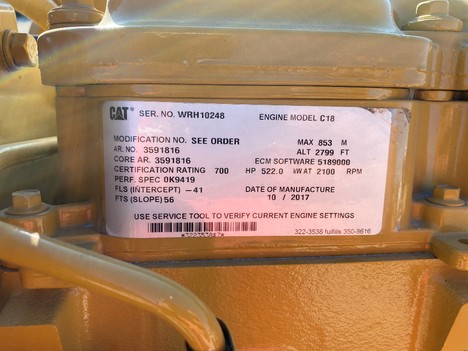 CAT SER. NO. WRH10248 ENGINE MODEL C18
MODIFICATION NO. SEE ORDER MAX 853 M
AR. NO. 3591816 ALT 2799 FT
CORE AR. 3591816 ECM SOFTWARE 5189000
CERTIFICATION RATING 700 HP 522.0 kW AT 2100 RPM
PERF. SPEC 0K9419
FLS (INTERCEPT) -41 DATE OF MANUFACTURE
FTS (SLOPE) 56 10 / 2017
USE SERVICE TOOL TO VERIFY CURRENT ENGINE SETTINGS
322-3538 fulfills 350-8616